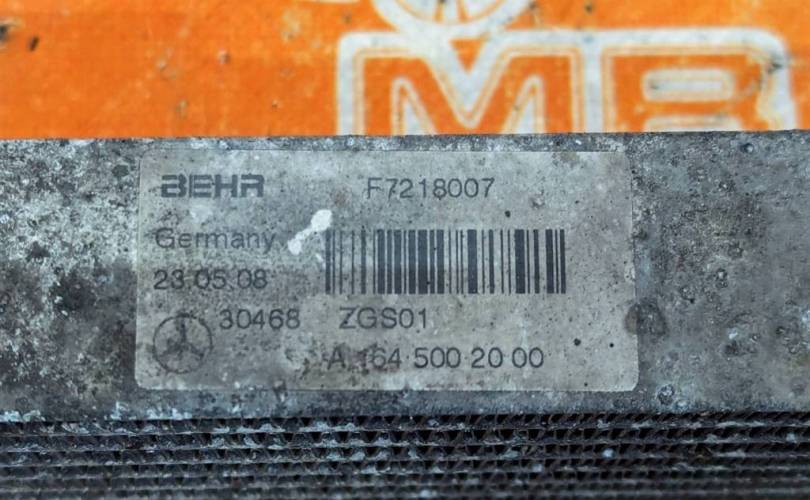 MB
BEHR F7218007
Germany
23.05.08
30468 ZGS01
A 164 500 20 00